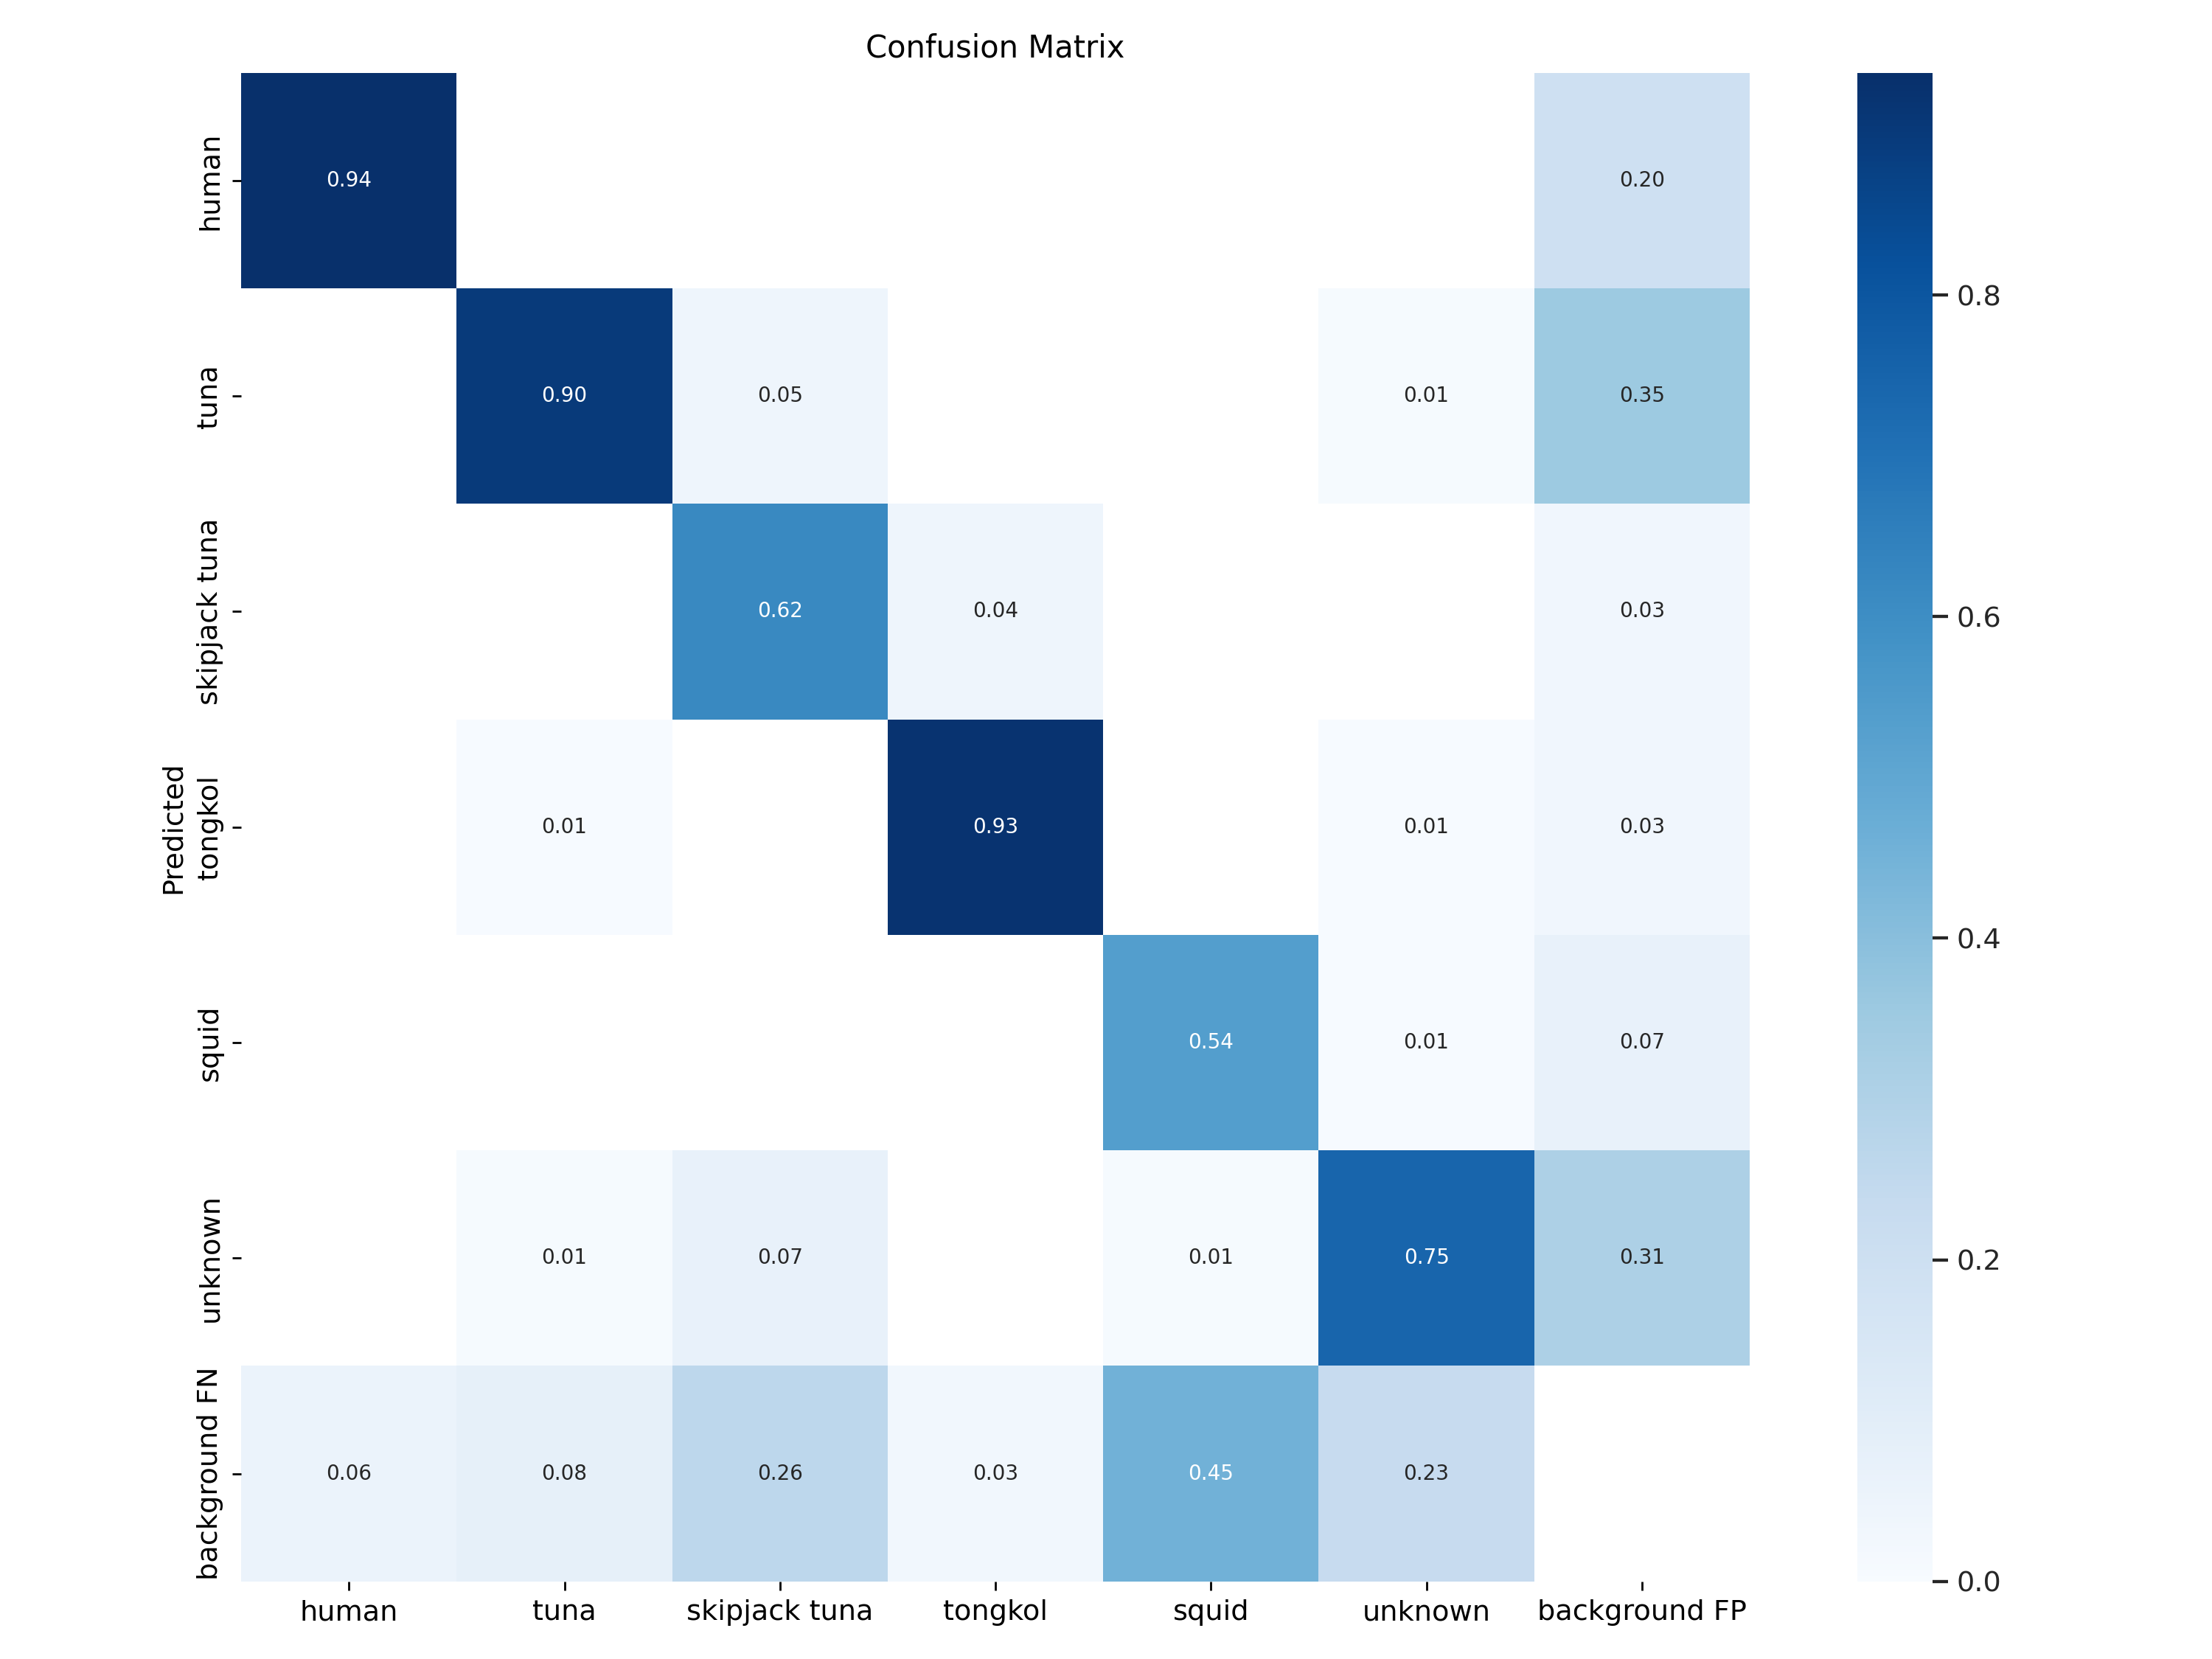 Confusion Matrix
human
0.94
0.20
0.8
tuna
0.90
0.05
0.01
0.35
skipjack tuna
0.62
0.04
0.03
0.6
Predicted
tongkol
0.01
0.93
0.01
0.03
0.4
squid
0.54
0.01
0.07
unknown
0.01
0.07
0.01
0.75
0.31
0.2
background FN
0.06
0.08
0.26
0.03
0.45
0.23
0.0
human
tuna
skipjack tuna
tongkol
squid
unknown
background FP